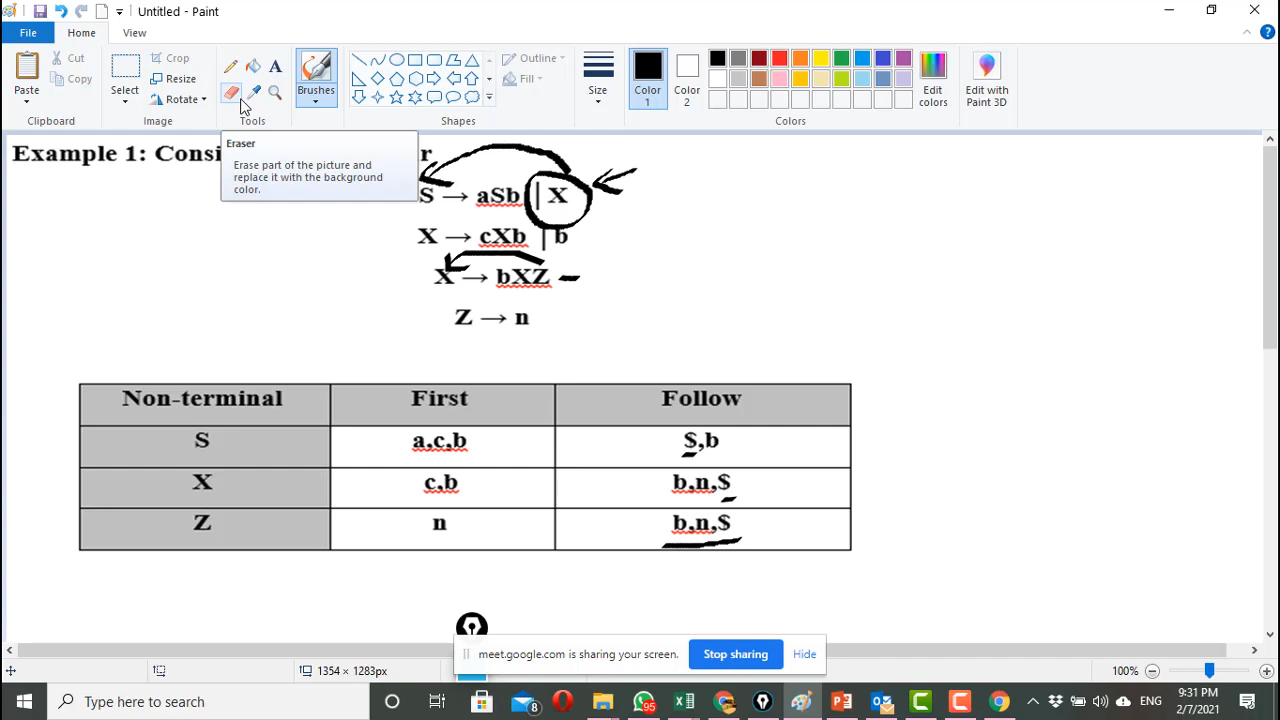 Untitled - Paint
File
Home
View
Paste
Cut
Copy
Clipboard
Select
Crop
Resize
Rotate
Image
Tools
Brushes
Shapes
Outline
Fill
Size
Color 1
Color 2
Edit colors
Edit with Paint 3D
Colors
Eraser
Erase part of the picture and
replace it with the background
color.
Example 1: Consi r
S → aSb | X
X → cXb | b
X → bXZ
Z → n
Non-terminal First Follow
S a,c,b $,b
X c,b b,n,$
Z n b,n,$
meet.google.com is sharing your screen. Stop sharing Hide
1354 × 1283px
100%
Type here to search
8
95
ENG
9:31 PM
2/7/2021